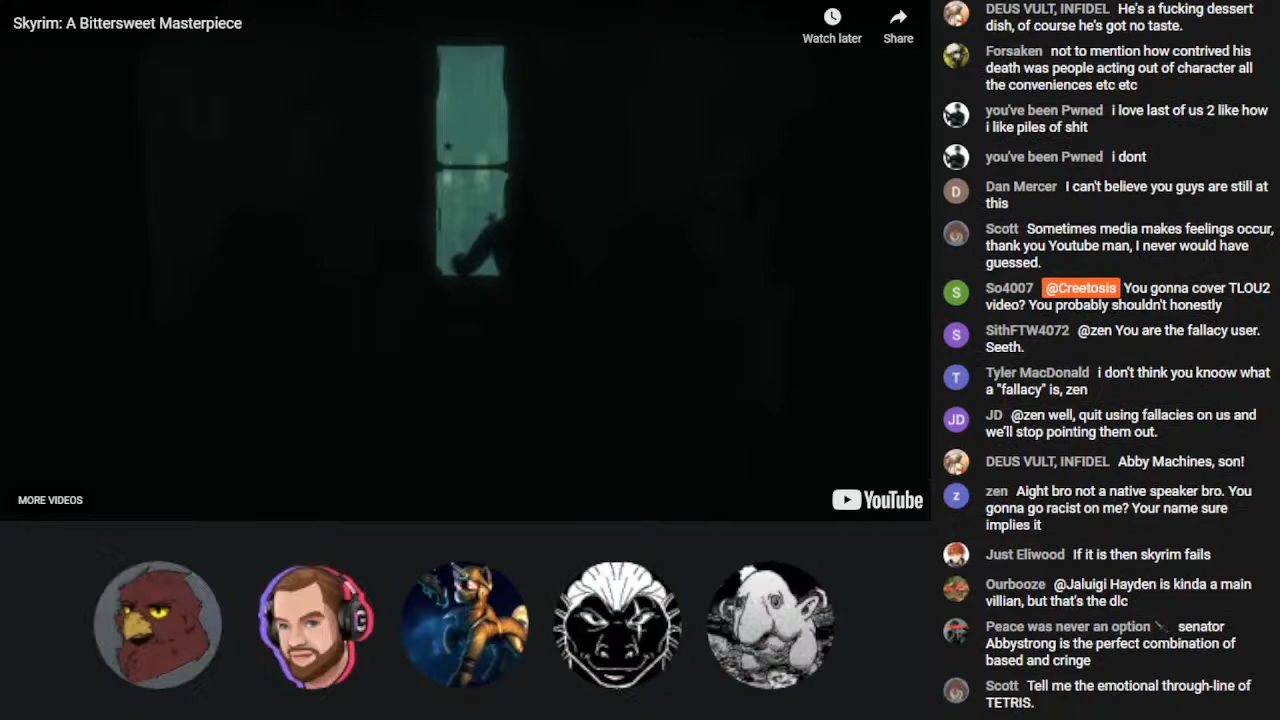 Skyrim: A Bittersweet Masterpiece
Watch later
Share
MORE VIDEOS
YouTube
DEUS VULT, INFIDEL He's a fucking dessert
dish, of course he's got no taste.
Forsaken not to mention how contrived his
death was people acting out of character all
the conveniences etc etc
you've been Pwned i love last of us 2 like how
i like piles of shit
you've been Pwned i dont
D
Dan Mercer I can't believe you guys are still at
this
Scott Sometimes media makes feelings occur,
thank you Youtube man, I never would have
guessed.
S
So4007 @Creetosis You gonna cover TLOU2
video? You probably shouldn't honestly
S
SithFTW4072 @zen You are the fallacy user.
Seeth.
T
Tyler MacDonald i don't think you knoow what
a "fallacy" is, zen
JD
JD @zen well, quit using fallacies on us and
we'll stop pointing them out.
DEUS VULT, INFIDEL Abby Machines, son!
z
zen Aight bro not a native speaker bro. You
gonna go racist on me? Your name sure
implies it
Just Eliwood If it is then skyrim fails
Ourbooze @Jaluigi Hayden is kinda a main
villian, but that's the dlc
Peace was never an option senator
Abbystrong is the perfect combination of
based and cringe
Scott Tell me the emotional through-line of
TETRIS.